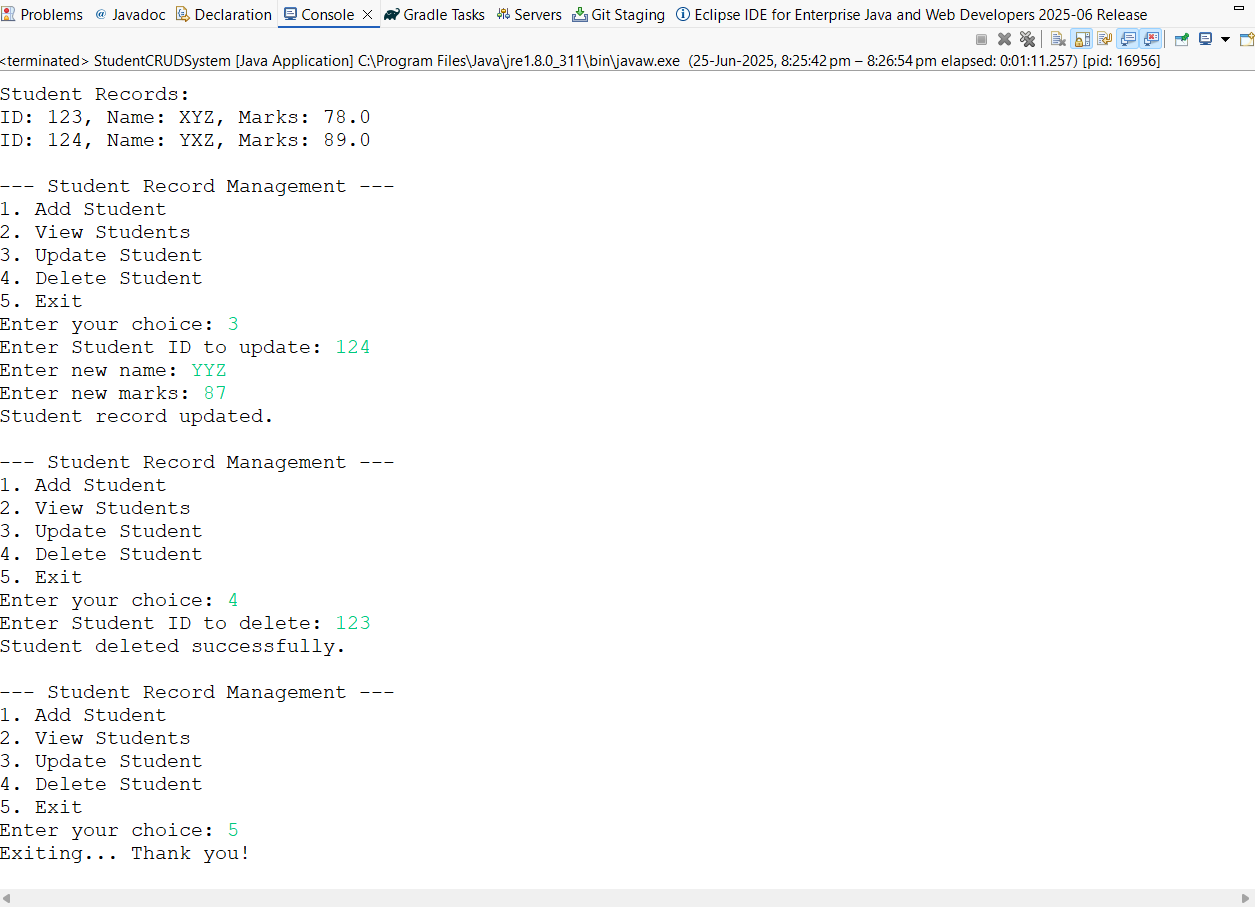 Problems @ Javadoc Declaration Console Gradle Tasks Servers Git Staging Eclipse IDE for Enterprise Java and Web Developers 2025-06 Release
<terminated> StudentCRUDSystem [Java Application] C:\Program Files\Java\jre1.8.0_311\bin\javaw.exe (25-Jun-2025, 8:25:42 pm – 8:26:54 pm elapsed: 0:01:11.257) [pid: 16956]
Student Records:
ID: 123, Name: XYZ, Marks: 78.0
ID: 124, Name: YXZ, Marks: 89.0
--- Student Record Management ---
1. Add Student
2. View Students
3. Update Student
4. Delete Student
5. Exit
Enter your choice: 3
Enter Student ID to update: 124
Enter new name: YYZ
Enter new marks: 87
Student record updated.
--- Student Record Management ---
1. Add Student
2. View Students
3. Update Student
4. Delete Student
5. Exit
Enter your choice: 4
Enter Student ID to delete: 123
Student deleted successfully.
--- Student Record Management ---
1. Add Student
2. View Students
3. Update Student
4. Delete Student
5. Exit
Enter your choice: 5
Exiting... Thank you!